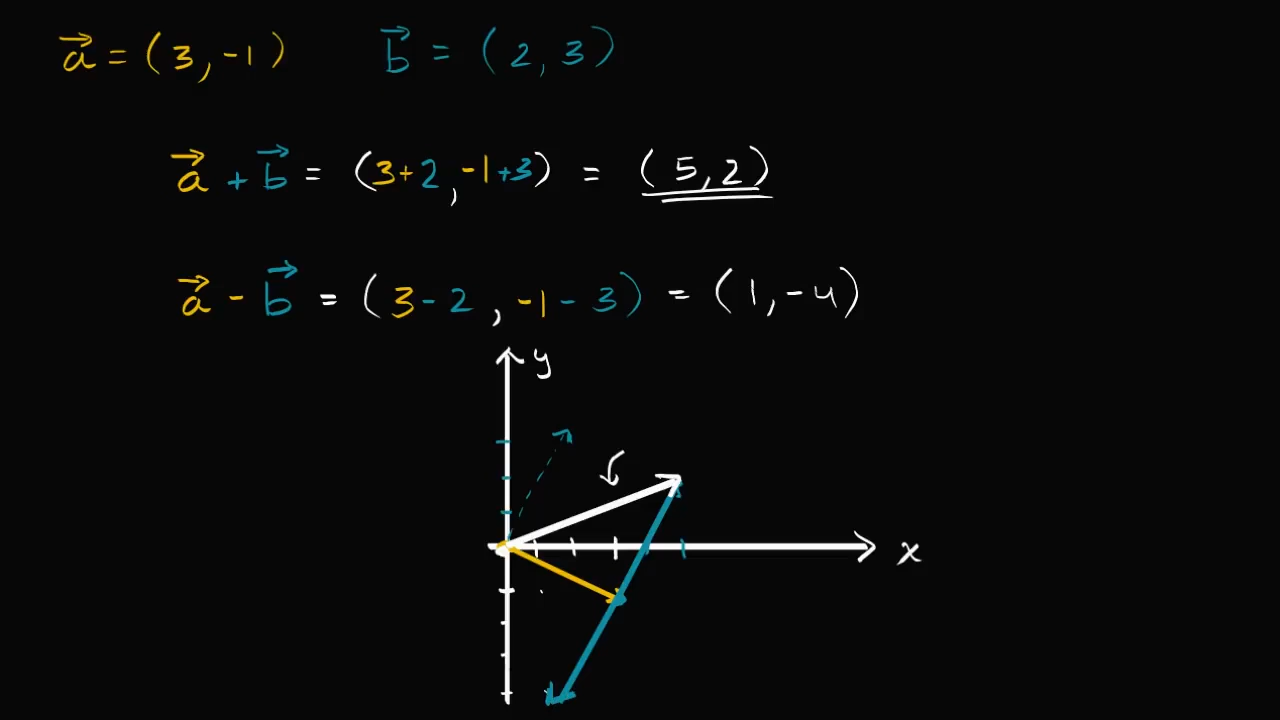 a⃗ = (3, -1) b⃗ = (2, 3)
a⃗ + b⃗ = (3+2, -1+3) = (5, 2)
a⃗ - b⃗ = (3-2, -1-3) = (1, -4)
y
x